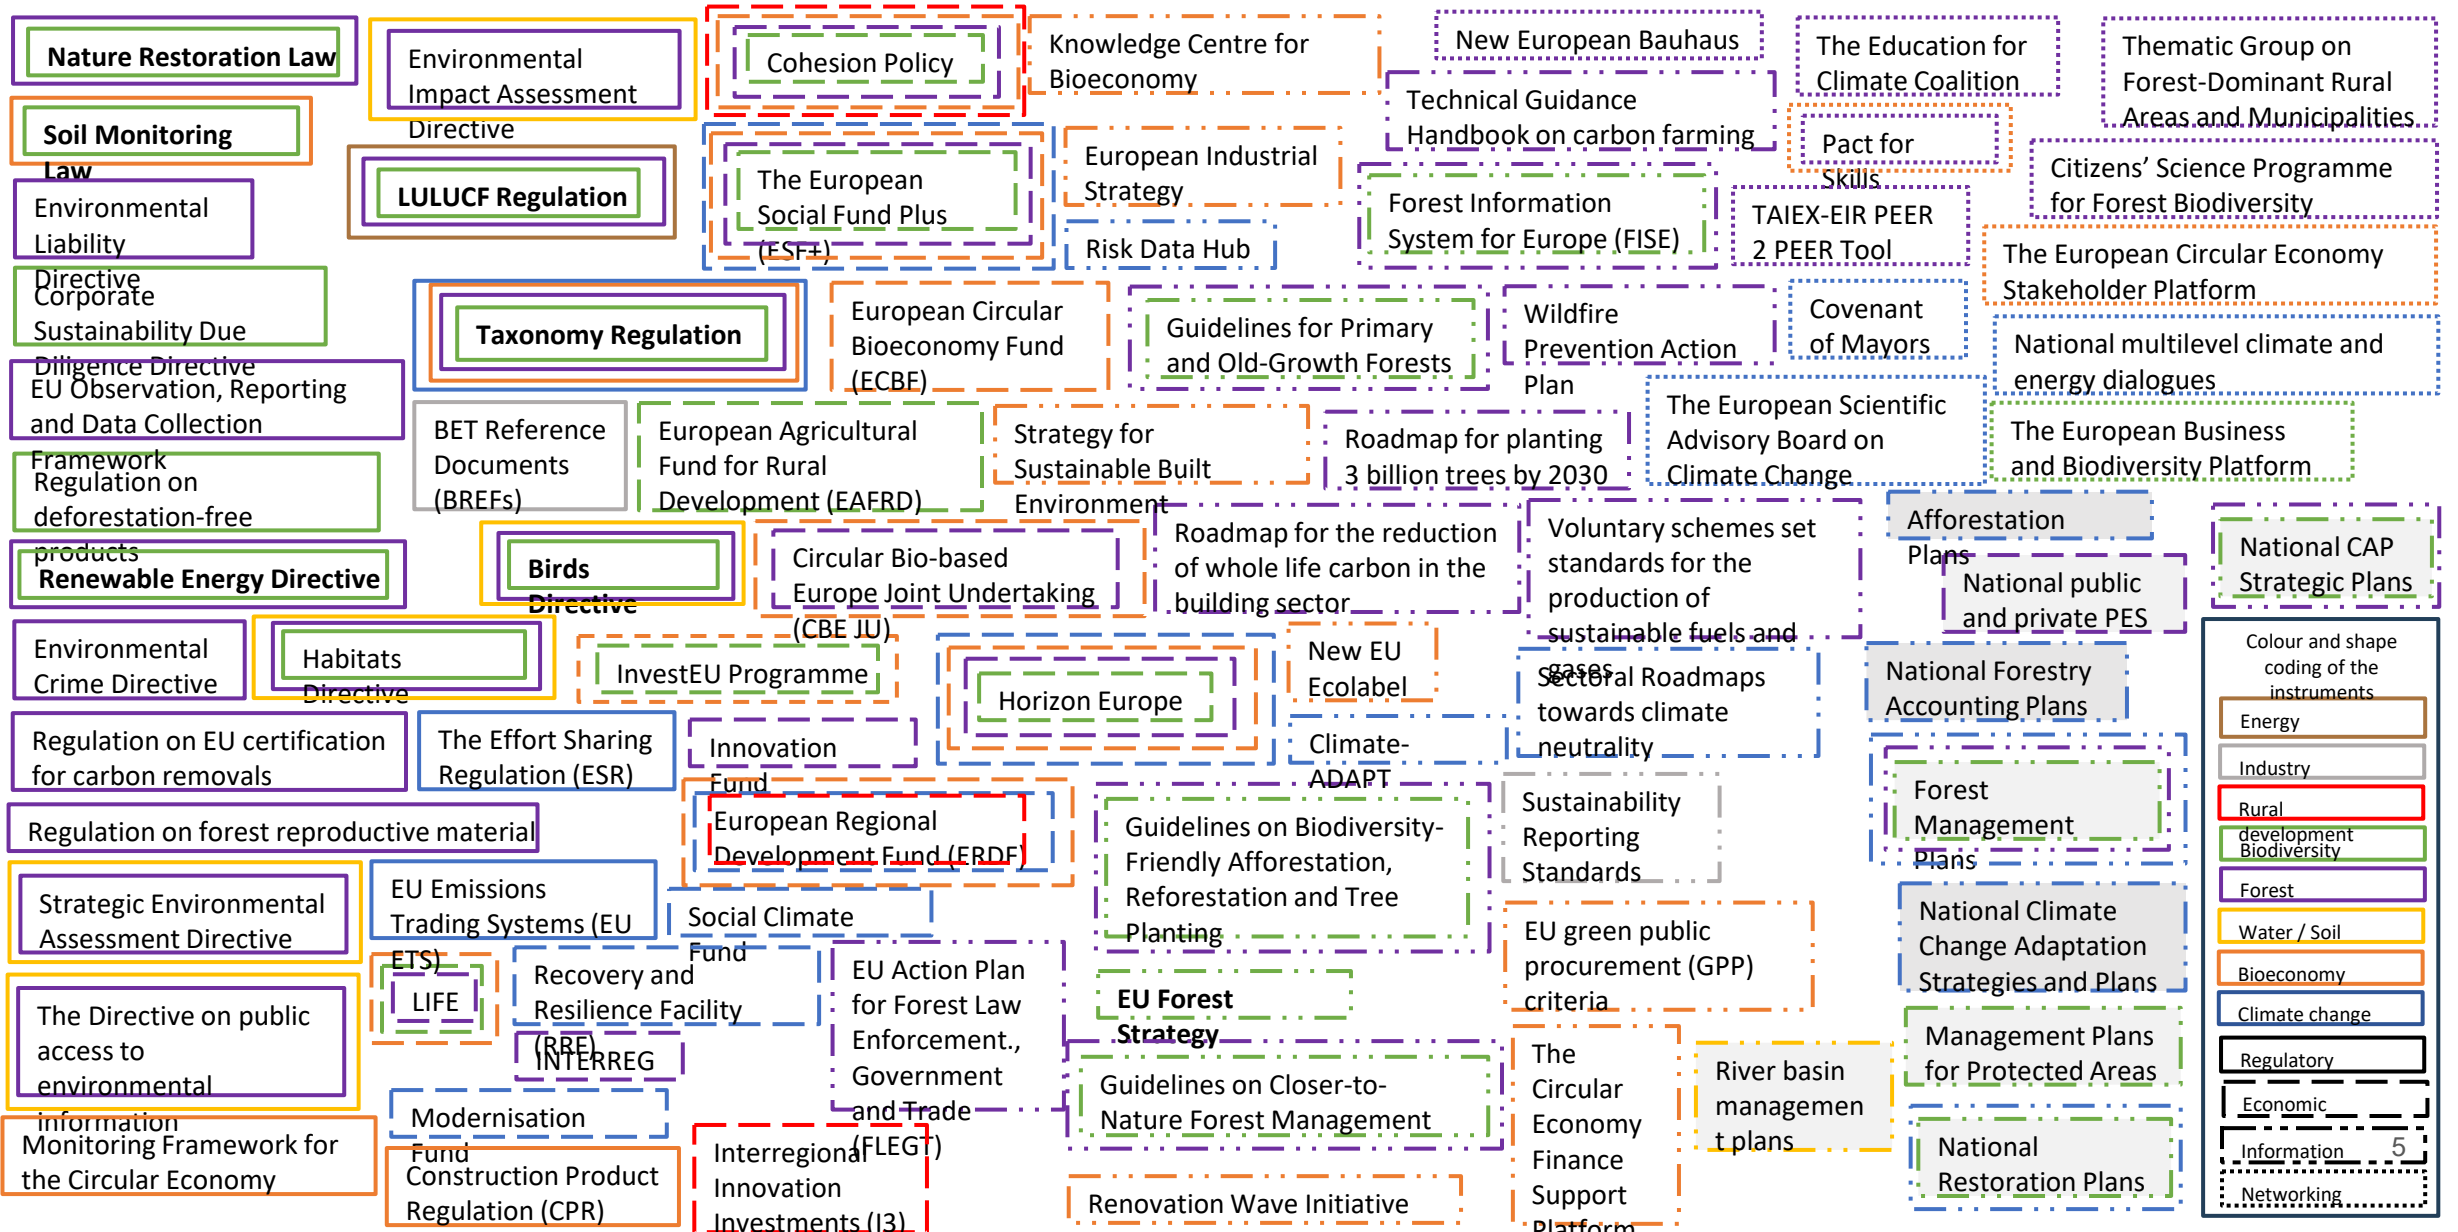 Nature Restoration Law
Soil Monitoring
Law
Environmental
Liability
Directive
Corporate
Sustainability Due
Diligence Directive
EU Observation, Reporting
and Data Collection
Framework
Regulation on
deforestation-free
products
Renewable Energy Directive
Environmental
Crime Directive
Regulation on EU certification
for carbon removals
Regulation on forest reproductive material
Strategic Environmental
Assessment Directive
The Directive on public
access to
environmental
information
Monitoring Framework for
the Circular Economy
Environmental
Impact Assessment
Directive
LULUCF Regulation
Taxonomy Regulation
BET Reference
Documents
(BREFs)
Birds
Directive
Habitats
Directive
The Effort Sharing
Regulation (ESR)
EU Emissions
Trading Systems (EU
ETS)
LIFE
Recovery and
Resilience Facility
(RRF)
INTERREG
Modernisation
Fund
Construction Product
Regulation (CPR)
Cohesion Policy
The European
Social Fund Plus
(ESF+)
European Circular
Bioeconomy Fund
(ECBF)
European Agricultural
Fund for Rural
Development (EAFRD)
Circular Bio-based
Europe Joint Undertaking
(CBE JU)
InvestEU Programme
Innovation
Fund
European Regional
Development Fund (ERDF)
Social Climate
Fund
EU Action Plan
for Forest Law
Enforcement.,
Government
and Trade
(FLEGT)
Interregional
Innovation
Investments (I3)
Knowledge Centre for
Bioeconomy
European Industrial
Strategy
Risk Data Hub
Guidelines for Primary
and Old-Growth Forests
Strategy for
Sustainable Built
Environment
Roadmap for the reduction
of whole life carbon in the
building sector
Horizon Europe
New EU
Ecolabel
Climate-
ADAPT
Guidelines on Biodiversity-
Friendly Afforestation,
Reforestation and Tree
Planting
EU Forest
Strategy
Guidelines on Closer-to-
Nature Forest Management
Renovation Wave Initiative
New European Bauhaus
Technical Guidance
Handbook on carbon farming
Forest Information
System for Europe (FISE)
Wildfire
Prevention Action
Plan
Roadmap for planting
3 billion trees by 2030
Voluntary schemes set
standards for the
production of
sustainable fuels and
gases
Sectoral Roadmaps
towards climate
neutrality
Sustainability
Reporting
Standards
EU green public
procurement (GPP)
criteria
The
Circular
Economy
Finance
Support
Platform
The Education for
Climate Coalition
Pact for
Skills
TAIEX-EIR PEER
2 PEER Tool
Covenant
of Mayors
The European Scientific
Advisory Board on
Climate Change
Thematic Group on
Forest-Dominant Rural
Areas and Municipalities
Citizens’ Science Programme
for Forest Biodiversity
The European Circular Economy
Stakeholder Platform
National multilevel climate and
energy dialogues
The European Business
and Biodiversity Platform
Afforestation
Plans
National public
and private PES
National CAP
Strategic Plans
National Forestry
Accounting Plans
Forest
Management
Plans
National Climate
Change Adaptation
Strategies and Plans
Management Plans
for Protected Areas
River basin
managemen
t plans
National
Restoration Plans
Colour and shape
coding of the
instruments
Energy
Industry
Rural
development
Biodiversity
Forest
Water / Soil
Bioeconomy
Climate change
Regulatory
Economic
Information
5
Networking